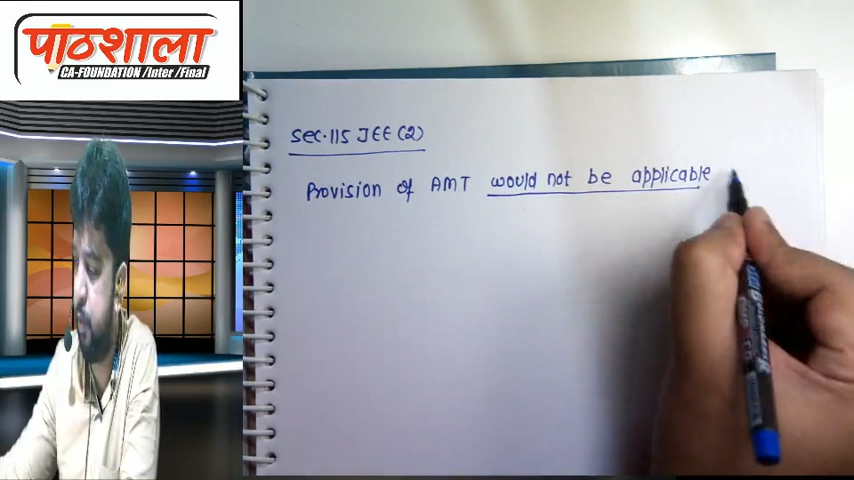 पाठशाला
CA-FOUNDATION/Inter/Final
Sec.115 JEE (2)
Provision of AMT would not be applicable